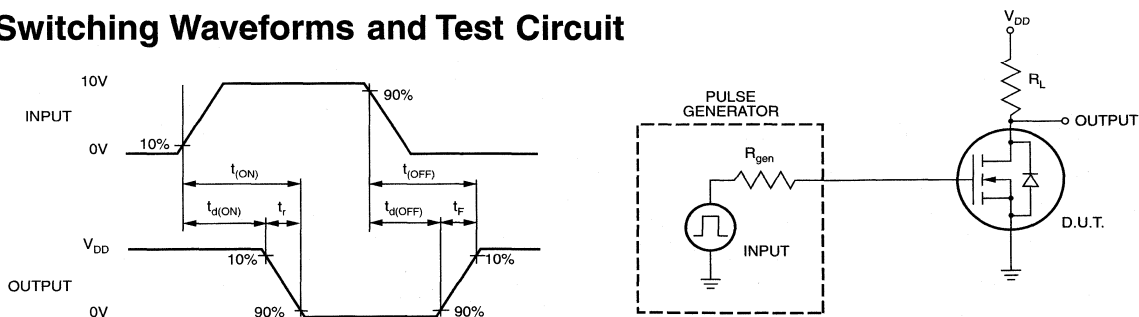 Switching Waveforms and Test Circuit
10V
INPUT
0V
10%
90%
t(ON)
t(OFF)
td(ON)
tr
td(OFF)
tF
VDD
OUTPUT
0V
10%
90%
10%
90%
PULSE
GENERATOR
Rgen
INPUT
VDD
RL
OUTPUT
D.U.T.